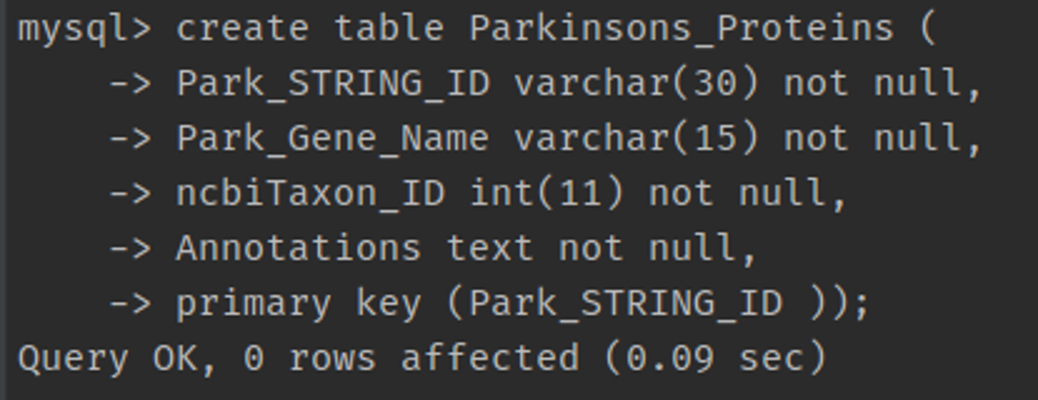 mysql> create table Parkinsons_Proteins (
    -> Park_STRING_ID varchar(30) not null,
    -> Park_Gene_Name varchar(15) not null,
    -> ncbiTaxon_ID int(11) not null,
    -> Annotations text not null,
    -> primary key (Park_STRING_ID ));
Query OK, 0 rows affected (0.09 sec)